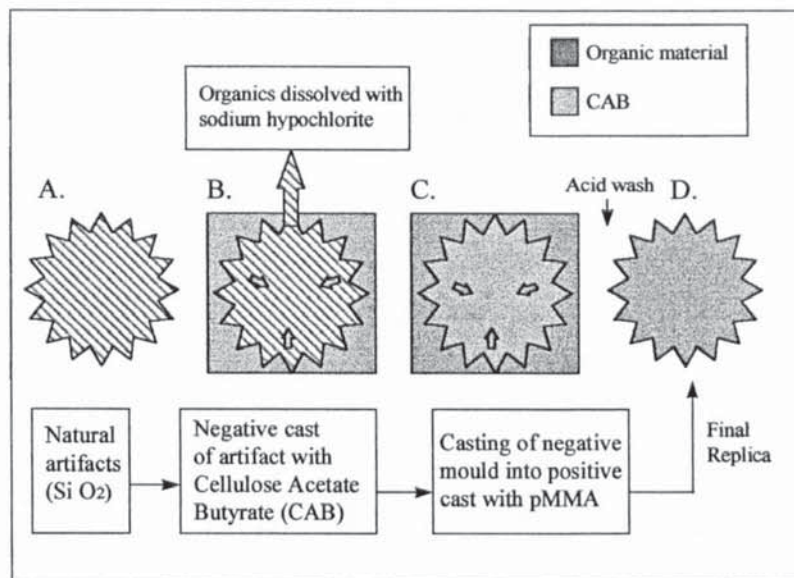 Organic material
CAB
Organics dissolved with
sodium hypochlorite
A.
B.
C.
Acid wash
D.
Natural
artifacts
(Si O2)
Negative cast
of artifact with
Cellulose Acetate
Butyrate (CAB)
Casting of negative
mould into positive
cast with pMMA
Final
Replica